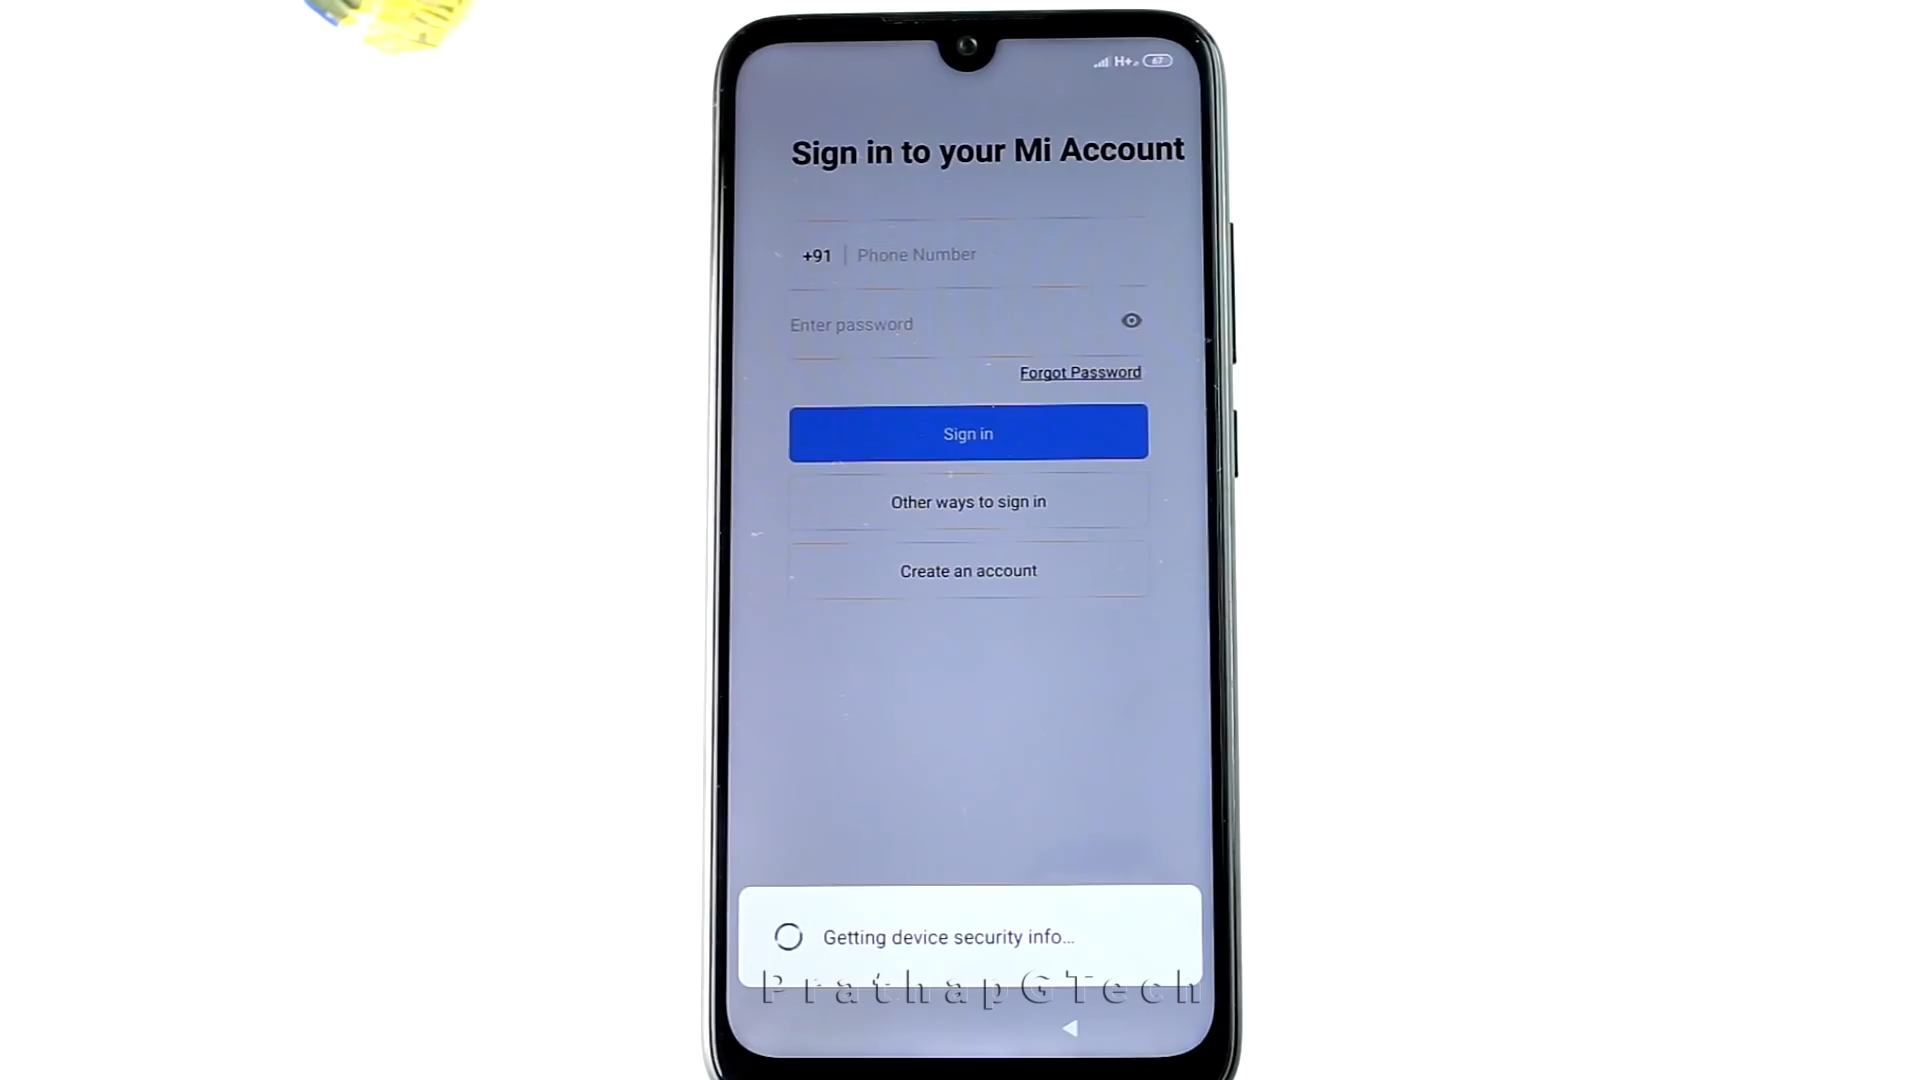 H+ 67
Sign in to your Mi Account
+91 Phone Number
Enter password
Forgot Password
Sign in
Other ways to sign in
Create an account
Getting device security info...
PrathapGTech